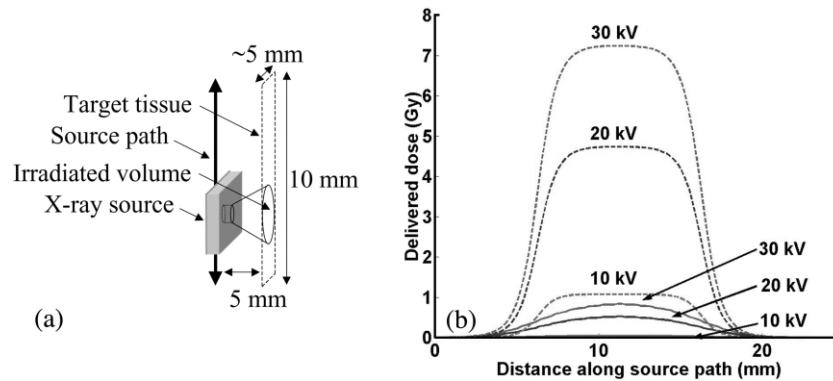 ~5 mm
Target tissue
Source path
Irradiated volume
X-ray source
10 mm
5 mm
(a)
30 kV
20 kV
10 kV
30 kV
20 kV
10 kV
(b)
8
7
6
5
4
3
2
1
0
Delivered dose (Gy)
0
10
20
Distance along source path (mm)